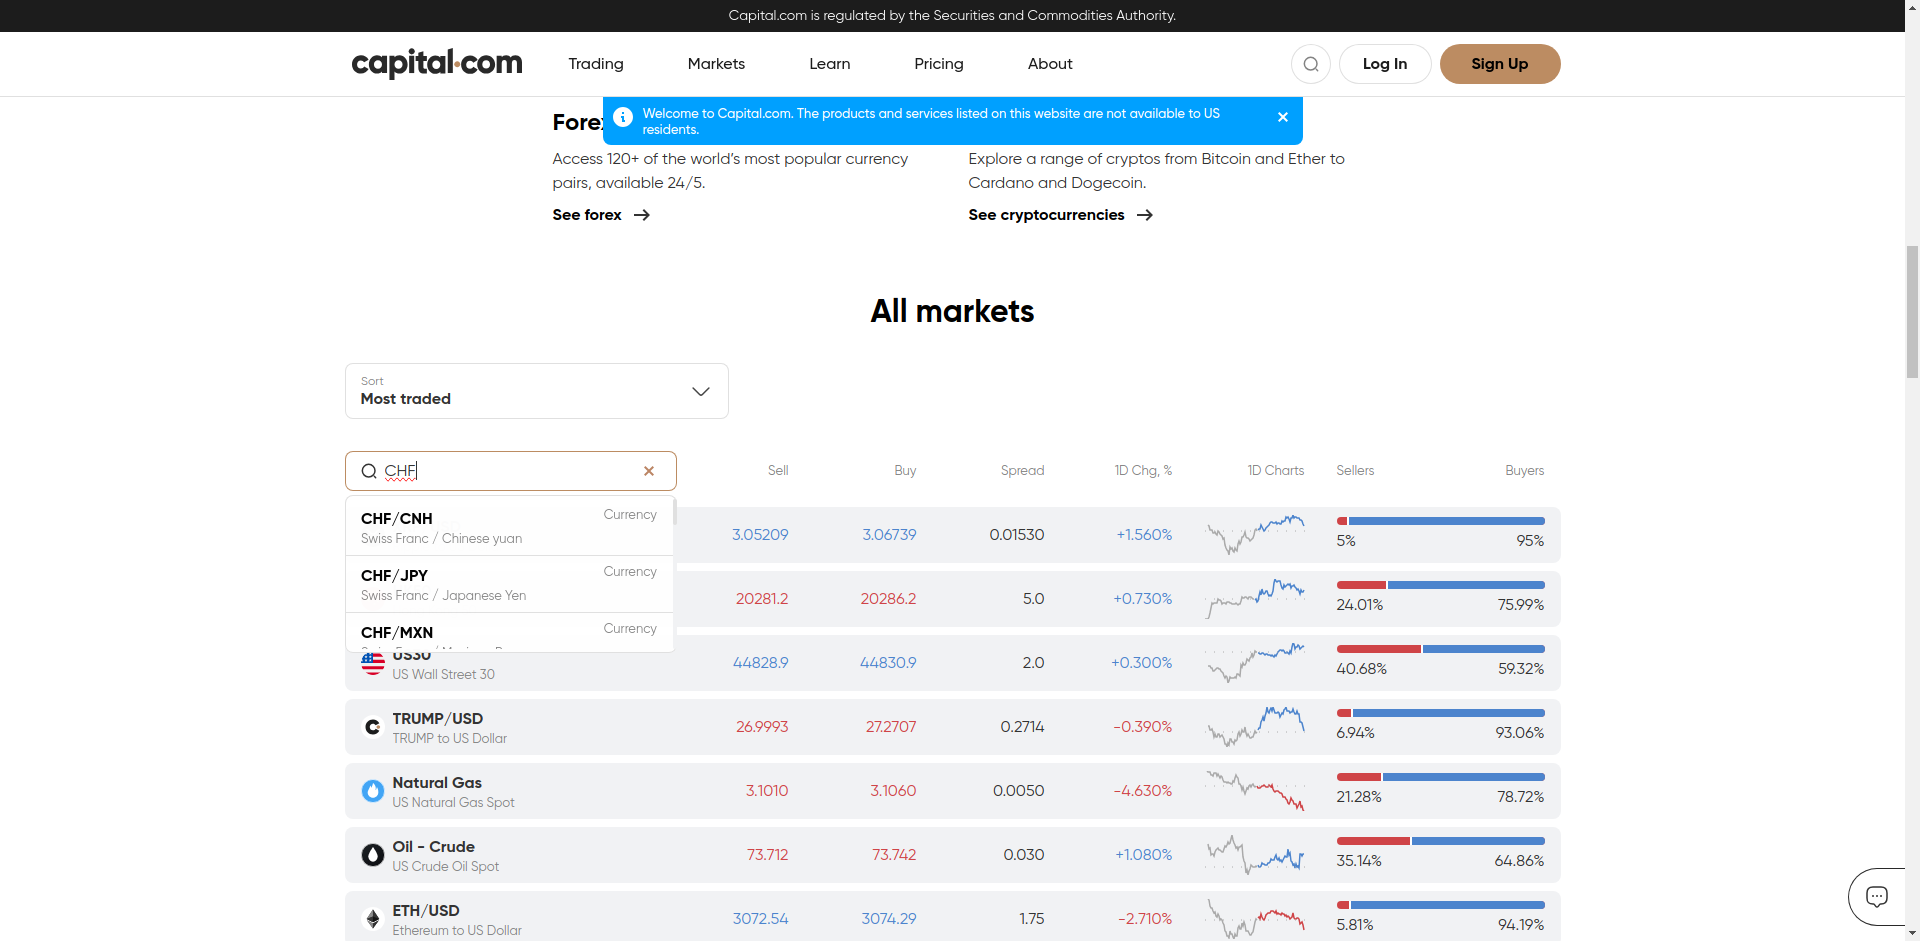 Capital.com is regulated by the Securities and Commodities Authority.
capital.com
Trading
Markets
Learn
Pricing
About
Log In
Sign Up
Welcome to Capital.com. The products and services listed on this website are not available to US
residents.
Access 120+ of the world's most popular currency
pairs, available 24/5.
See forex
Explore a range of cryptos from Bitcoin and Ether to
Cardano and Dogecoin.
See cryptocurrencies
All markets
Sort
Most traded
CHF
Sell
Buy
Spread
1D Chg, %
1D Charts
Sellers
Buyers
CHF/CNH
Currency
Swiss Franc / Chinese yuan
CHF/JPY
Currency
Swiss Franc / Japanese Yen
CHF/MXN
Currency
3.05209
3.06739
0.01530
+1.560%
5%
95%
20281.2
20286.2
5.0
+0.730%
24.01%
75.99%
US30
US Wall Street 30
44828.9
44830.9
2.0
+0.300%
40.68%
59.32%
TRUMP/USD
TRUMP to US Dollar
26.9993
27.2707
0.2714
-0.390%
6.94%
93.06%
Natural Gas
US Natural Gas Spot
3.1010
3.1060
0.0050
-4.630%
21.28%
78.72%
Oil - Crude
US Crude Oil Spot
73.712
73.742
0.030
+1.080%
35.14%
64.86%
ETH/USD
Ethereum to US Dollar
3072.54
3074.29
1.75
-2.710%
5.81%
94.19%